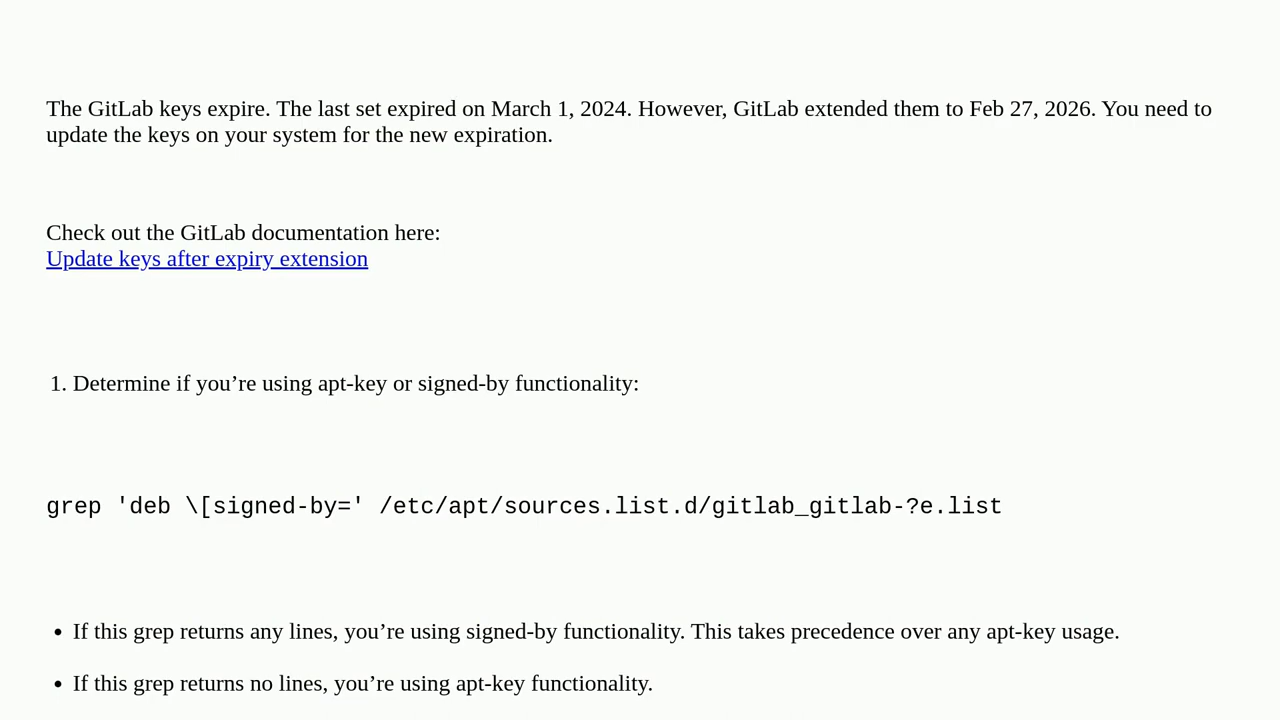 The GitLab keys expire. The last set expired on March 1, 2024. However, GitLab extended them to Feb 27, 2026. You need to
update the keys on your system for the new expiration.
Check out the GitLab documentation here:
Update keys after expiry extension
1. Determine if you’re using apt-key or signed-by functionality:
grep 'deb \[signed-by=' /etc/apt/sources.list.d/gitlab_gitlab-?e.list
• If this grep returns any lines, you’re using signed-by functionality. This takes precedence over any apt-key usage.
• If this grep returns no lines, you’re using apt-key functionality.